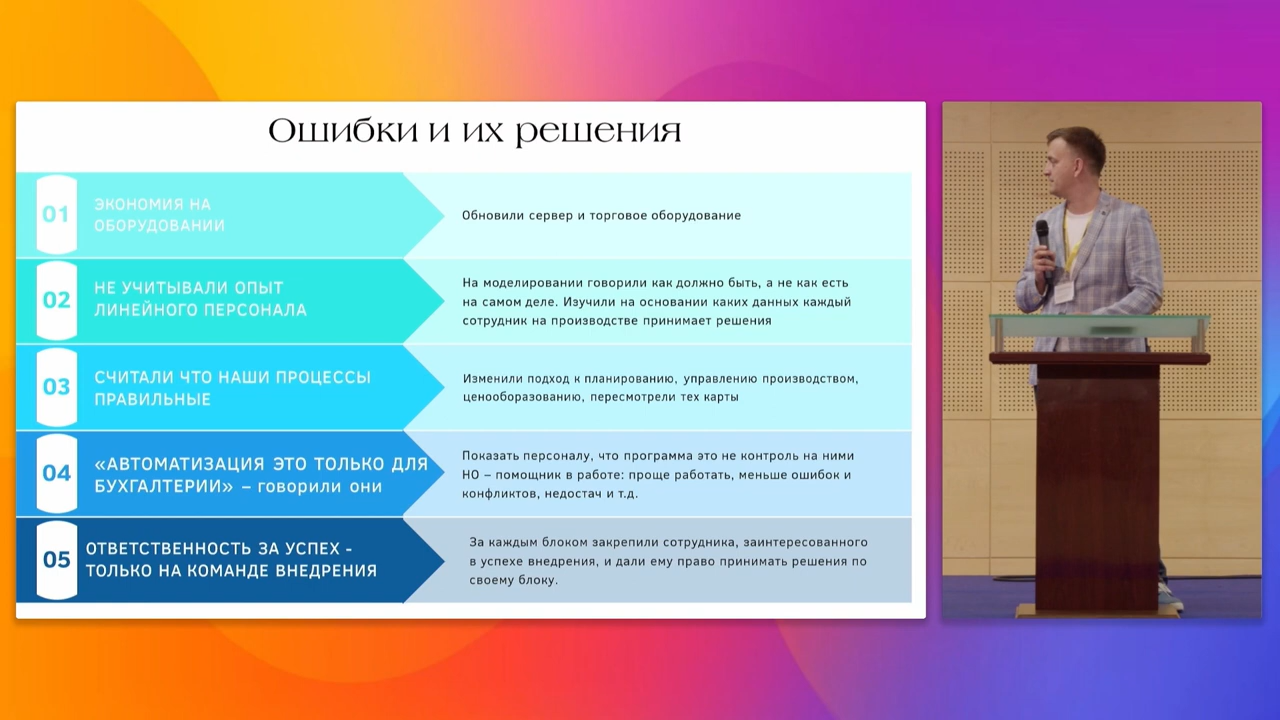 Ошибки и их решения
01
ЭКОНОМИЯ НА
ОБОРУДОВАНИИ
Обновили сервер и торговое оборудование
02
НЕ УЧИТЫВАЛИ ОПЫТ
ЛИНЕЙНОГО ПЕРСОНАЛА
На моделировании говорили как должно быть, а не как есть
на самом деле. Изучили на основании каких данных каждый
сотрудник на производстве принимает решения
03
СЧИТАЛИ ЧТО НАШИ ПРОЦЕССЫ
ПРАВИЛЬНЫЕ
Изменили подход к планированию, управлению производством,
ценооборазованию, пересмотрели тех карты
04
«АВТОМАТИЗАЦИЯ ЭТО ТОЛЬКО ДЛЯ
БУХГАЛТЕРИИ» – говорили они
Показать персоналу, что программа это не контроль на ними
НО – помощник в работе: проще работать, меньше ошибок и
конфликтов, недостач и т.д.
05
ОТВЕТСТВЕННОСТЬ ЗА УСПЕХ -
ТОЛЬКО НА КОМАНДЕ ВНЕДРЕНИЯ
За каждым блоком закрепили сотрудника, заинтересованного
в успехе внедрения, и дали ему право принимать решения по
своему блоку.